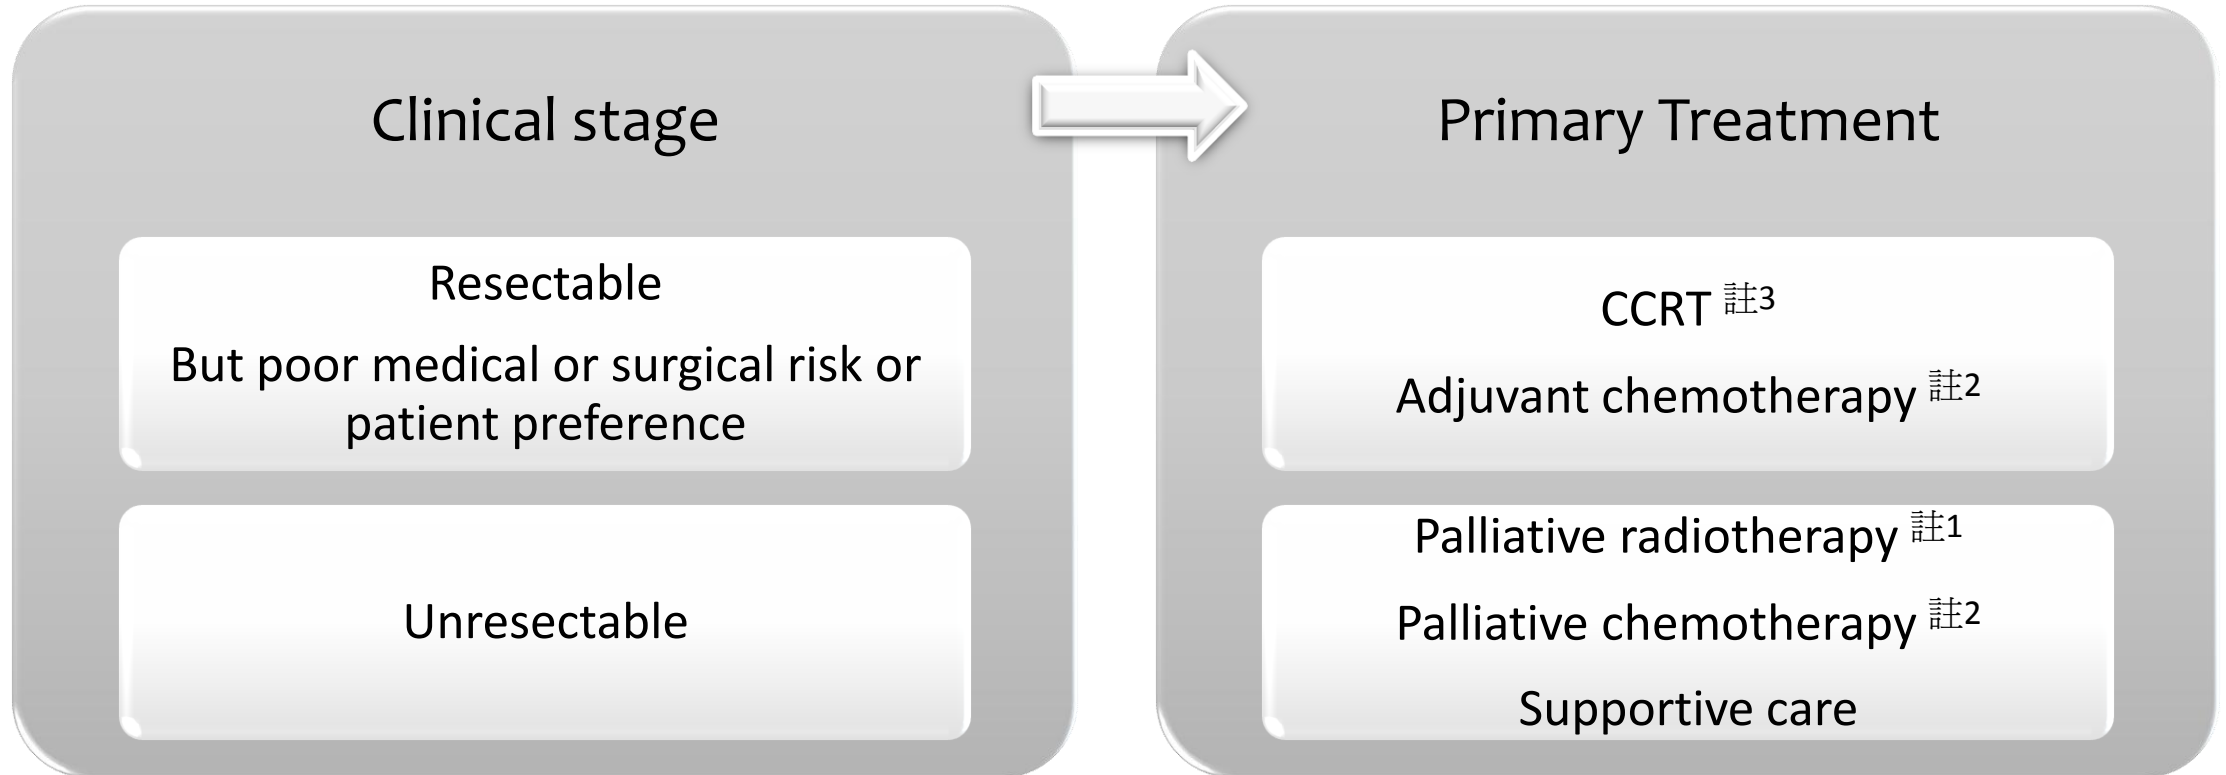 Clinical stage
Resectable
But poor medical or surgical risk or
patient preference
Unresectable
Primary Treatment
CCRT 註3
Adjuvant chemotherapy 註2
Palliative radiotherapy 註1
Palliative chemotherapy 註2
Supportive care